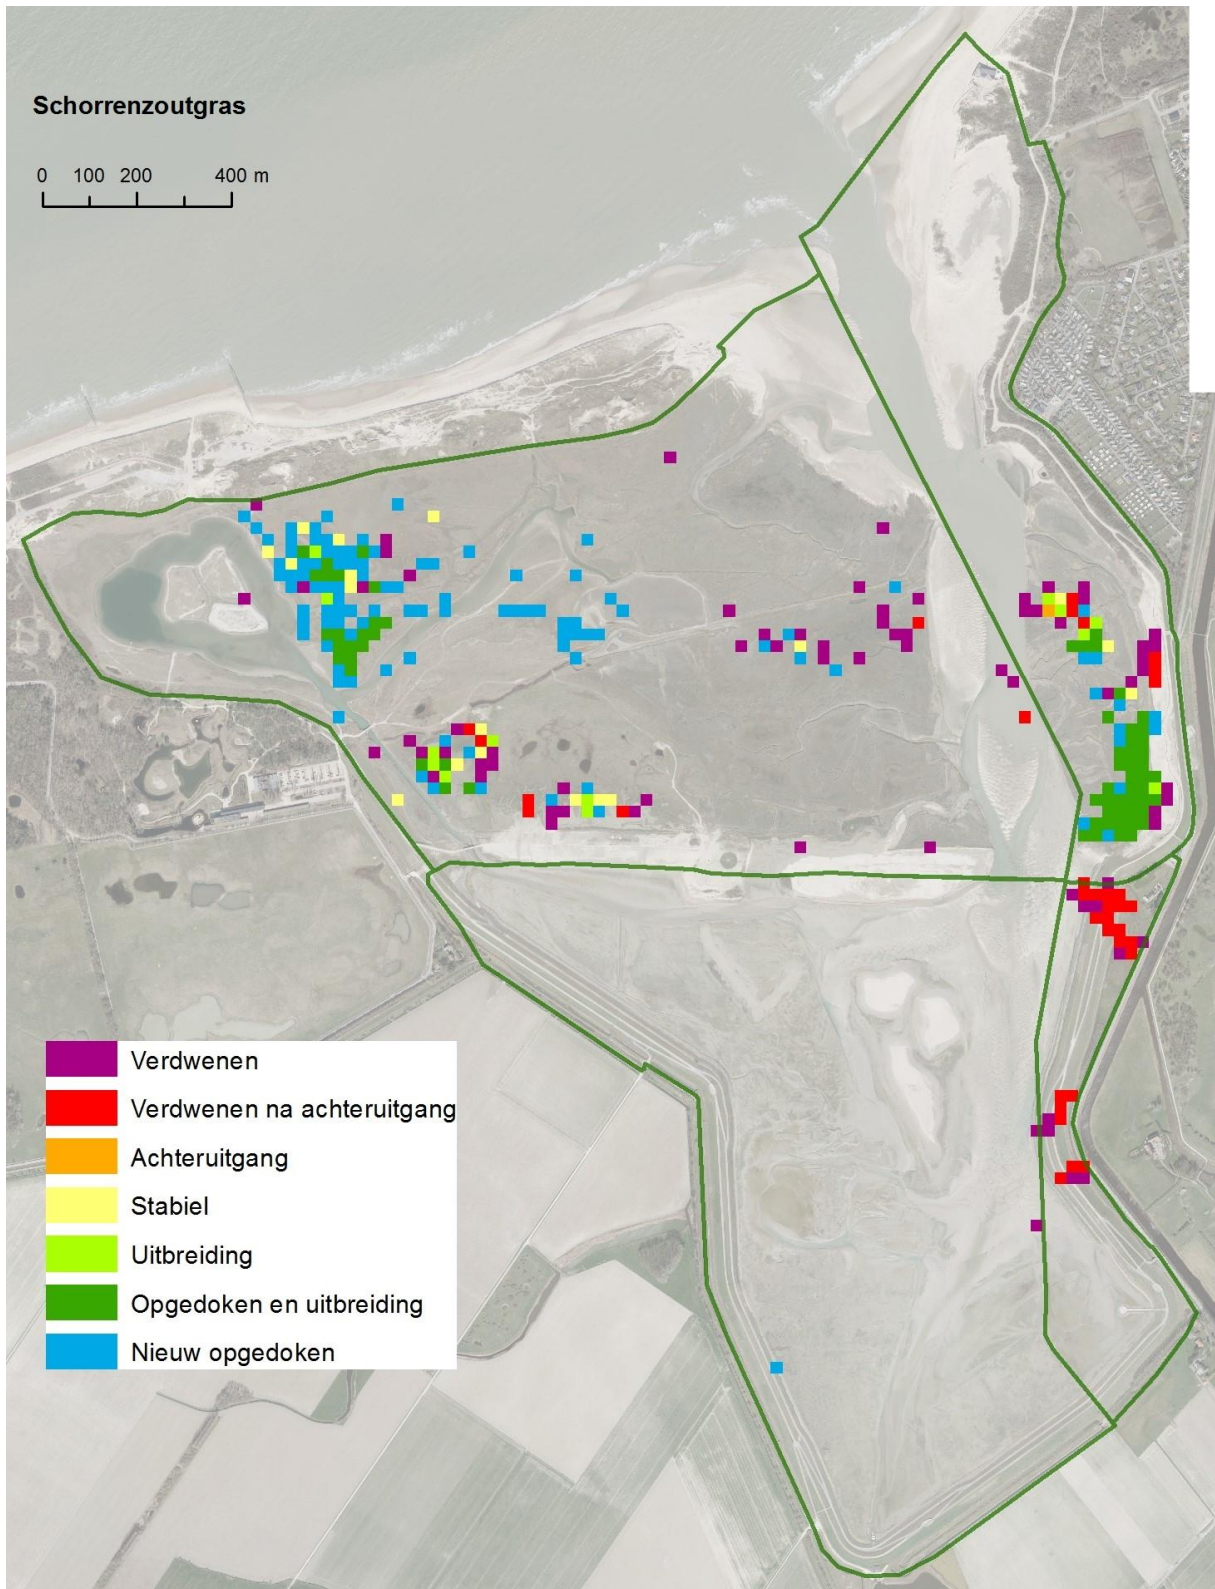 Schorrenzoutgras
0 100 200 400 m
Verdwenen
Verdwenen na achteruitgang
Achteruitgang
Stabiel
Uitbreiding
Opgedoken en uitbreiding
Nieuw opgedoken